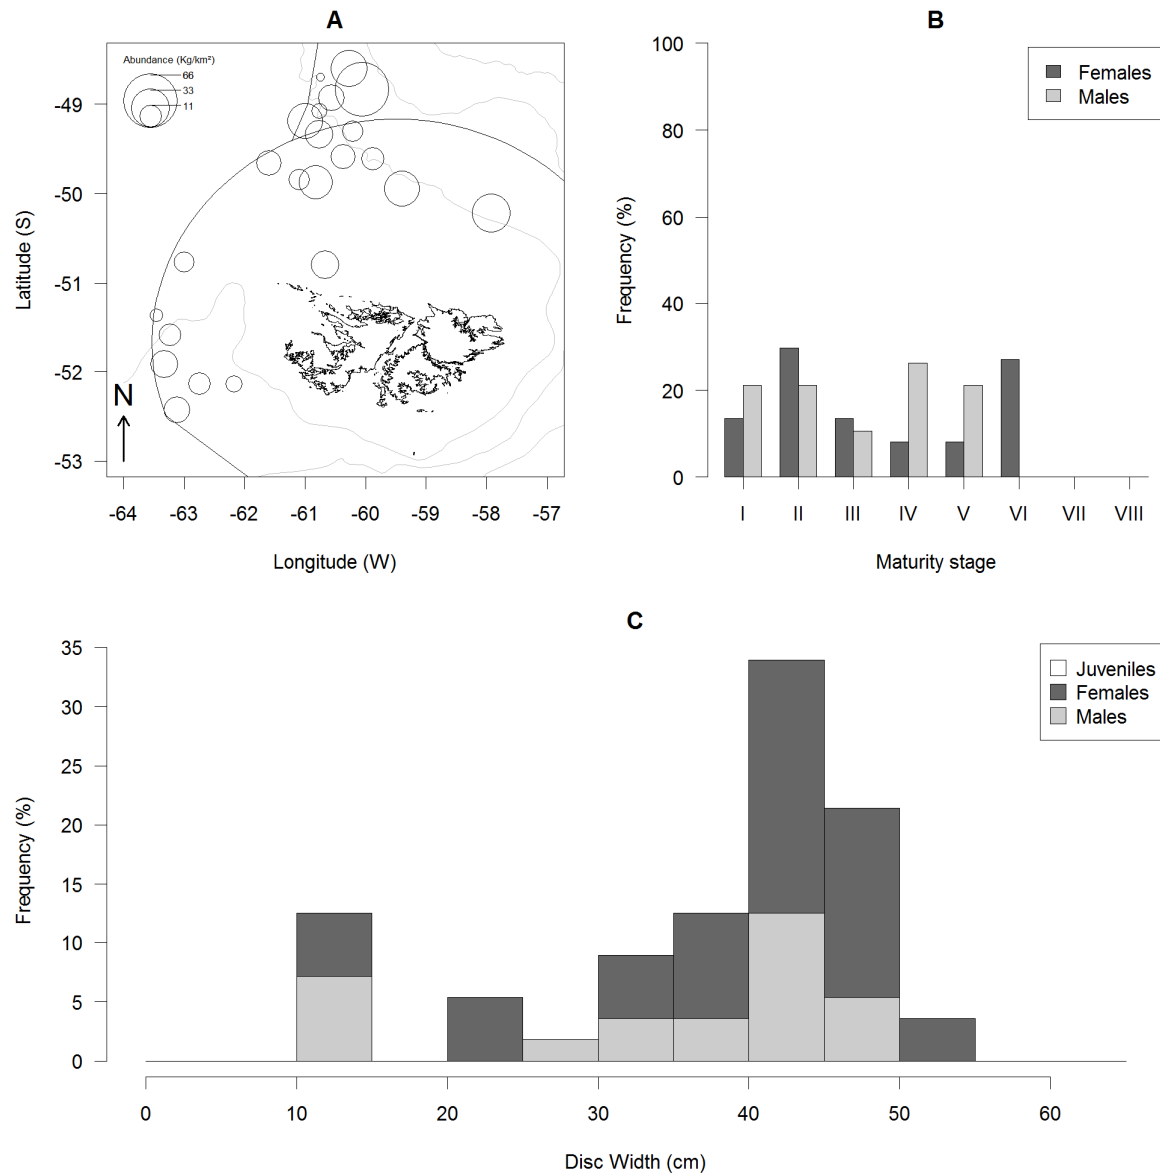 A
Abundance (Kg/km²)
66
33
11
-49
-50
-51
-52
-53
Latitude (S)
N
-64 -63 -62 -61 -60 -59 -58 -57
Longitude (W)
B
Females
Males
100
80
60
40
20
0
Frequency (%)
I II III IV V VI VII VIII
Maturity stage
C
Juveniles
Females
Males
35
30
25
20
15
10
5
0
Frequency (%)
0 10 20 30 40 50 60
Disc Width (cm)